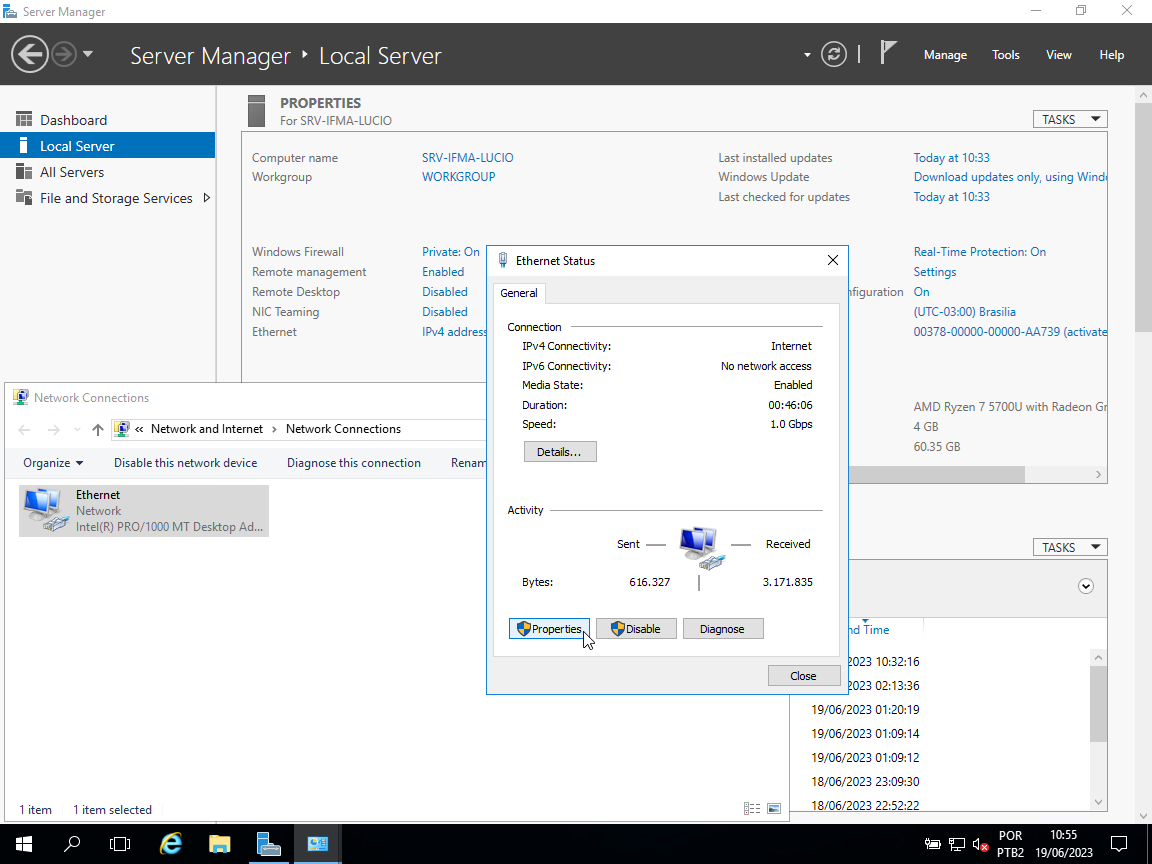 Server Manager
Server Manager ‣ Local Server
Manage
Tools
View
Help
Dashboard
Local Server
All Servers
File and Storage Services
PROPERTIES
For SRV-IFMA-LUCIO
TASKS
Computer name
SRV-IFMA-LUCIO
Last installed updates
Today at 10:33
Workgroup
WORKGROUP
Windows Update
Download updates only, using Windo
Last checked for updates
Today at 10:33
Windows Firewall
Private: On
Real-Time Protection: On
Remote management
Enabled
Settings
Remote Desktop
Disabled
nfiguration
On
NIC Teaming
Disabled
(UTC-03:00) Brasilia
Ethernet
IPv4 address
00378-00000-00000-AA739 (activate
AMD Ryzen 7 5700U with Radeon Gr
4 GB
60.35 GB
Ethernet Status
General
Connection
IPv4 Connectivity:
Internet
IPv6 Connectivity:
No network access
Media State:
Enabled
Duration:
00:46:06
Speed:
1.0 Gbps
Details...
Activity
Sent
Received
Bytes:
616.327
3.171.835
Properties
Disable
Diagnose
Close
Network Connections
« Network and Internet › Network Connections
Organize
Disable this network device
Diagnose this connection
Renam
Ethernet
Network
Intel(R) PRO/1000 MT Desktop Ad...
1 item
1 item selected
TASKS
nd Time
2023 10:32:16
2023 02:13:36
19/06/2023 01:20:19
19/06/2023 01:09:14
19/06/2023 01:09:12
18/06/2023 23:09:30
18/06/2023 22:52:22
POR
PTB2
10:55
19/06/2023